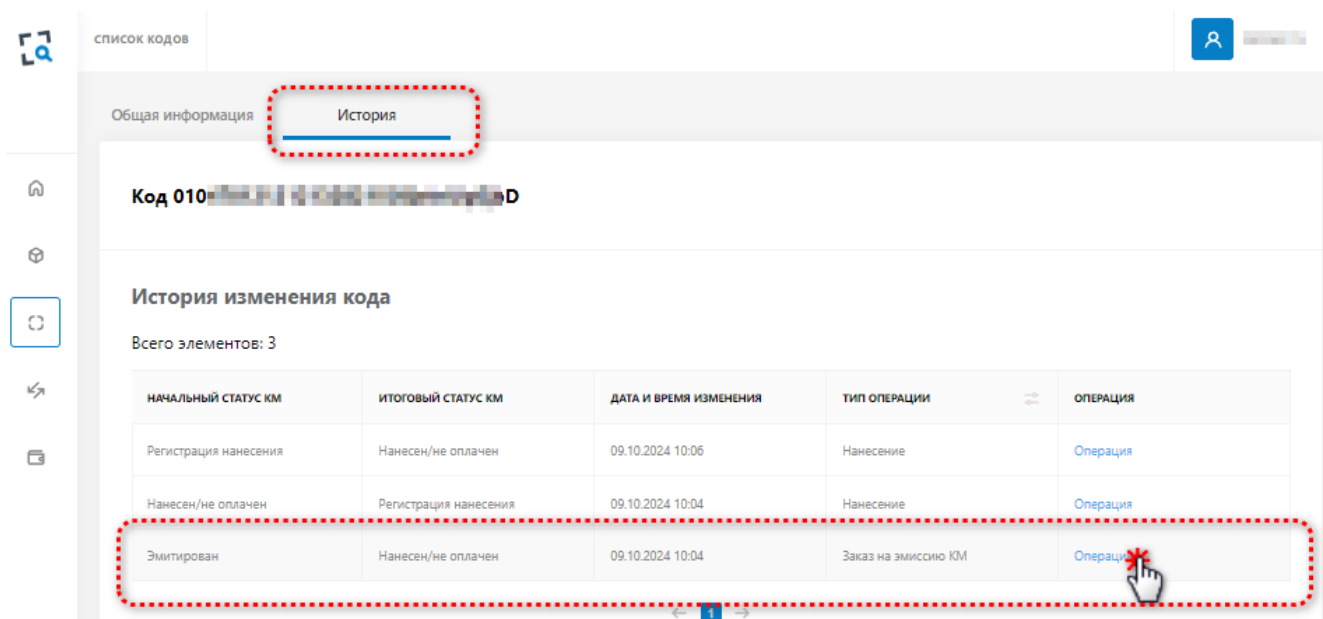 список кодов
Общая информация История
Код 010 D
История изменения кода
Всего элементов: 3
НАЧАЛЬНЫЙ СТАТУС КМ ИТОГОВЫЙ СТАТУС КМ ДАТА И ВРЕМЯ ИЗМЕНЕНИЯ ТИП ОПЕРАЦИИ ОПЕРАЦИЯ
Регистрация нанесения Нанесен/не оплачен 09.10.2024 10:06 Нанесение Операция
Нанесен/не оплачен Регистрация нанесения 09.10.2024 10:04 Нанесение Операция
Эмитирован Нанесен/не оплачен 09.10.2024 10:04 Заказ на эмиссию КМ Операци
← 1 →